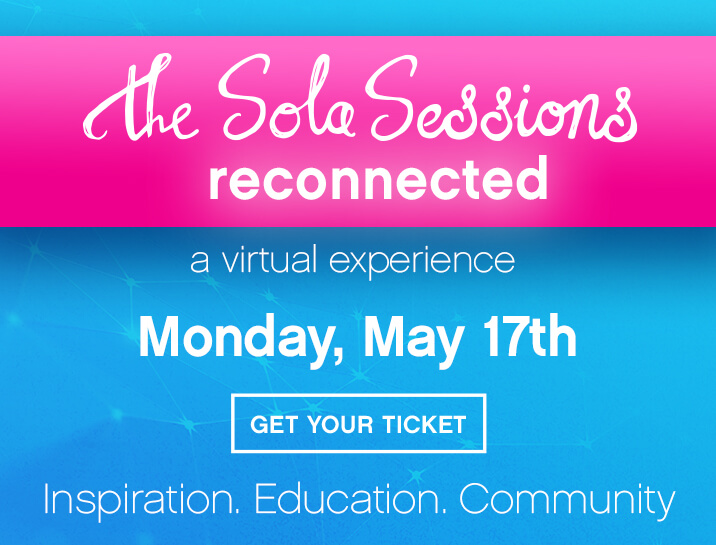 the Sola Sessions
reconnected
a virtual experience
Monday, May 17th
GET YOUR TICKET
Inspiration. Education. Community